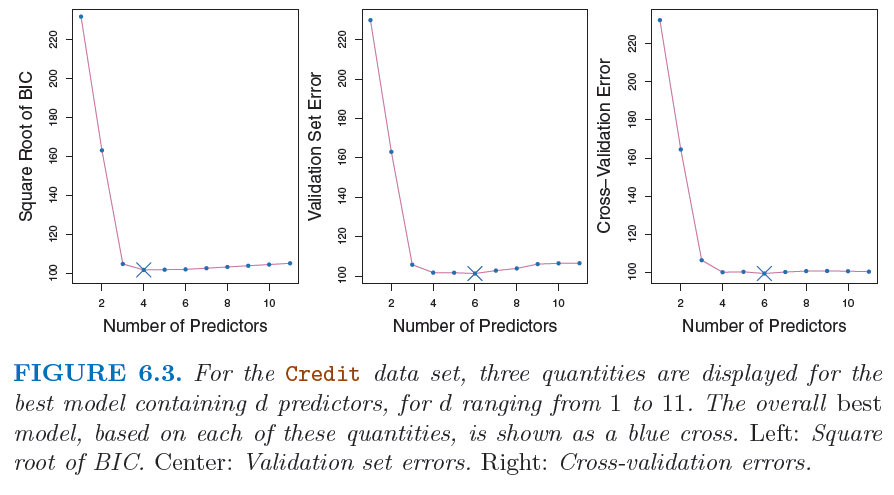 Square Root of BIC
100 120 140 160 180 200 220
2 4 6 8 10
Number of Predictors
Validation Set Error
100 120 140 160 180 200 220
2 4 6 8 10
Number of Predictors
Cross–Validation Error
100 120 140 160 180 200 220
2 4 6 8 10
Number of Predictors
FIGURE 6.3. For the Credit data set, three quantities are displayed for the
best model containing d predictors, for d ranging from 1 to 11. The overall best
model, based on each of these quantities, is shown as a blue cross. Left: Square
root of BIC. Center: Validation set errors. Right: Cross-validation errors.